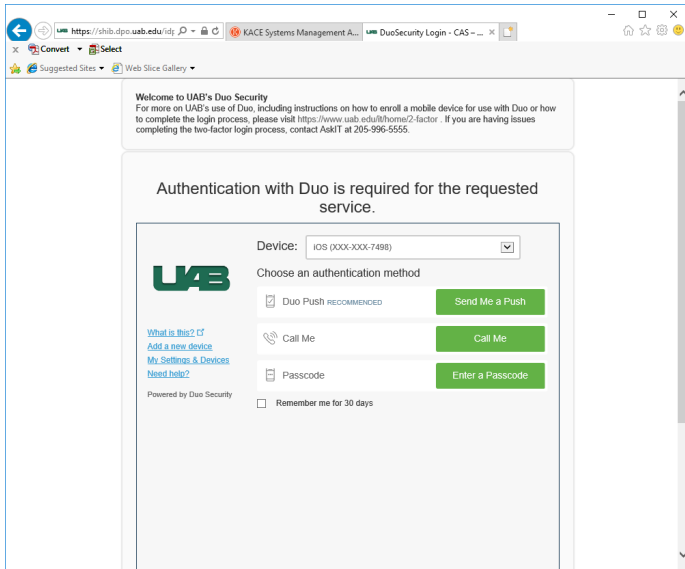 https://shib.dpo.uab.edu/idp
KACE Systems Management A...
DuoSecurity Login - CAS – ...
x Convert Select
Suggested Sites Web Slice Gallery
Welcome to UAB's Duo Security
For more on UAB's use of Duo, including instructions on how to enroll a mobile device for use with Duo or how
to complete the login process, please visit https://www.uab.edu/it/home/2-factor . If you are having issues
completing the two-factor login process, contact AskIT at 205-996-5555.
Authentication with Duo is required for the requested
service.
UAB
Device: iOS (XXX-XXX-7498)
Choose an authentication method
Duo Push RECOMMENDED Send Me a Push
Call Me Call Me
Passcode Enter a Passcode
Remember me for 30 days
What is this?
Add a new device
My Settings & Devices
Need help?
Powered by Duo Security